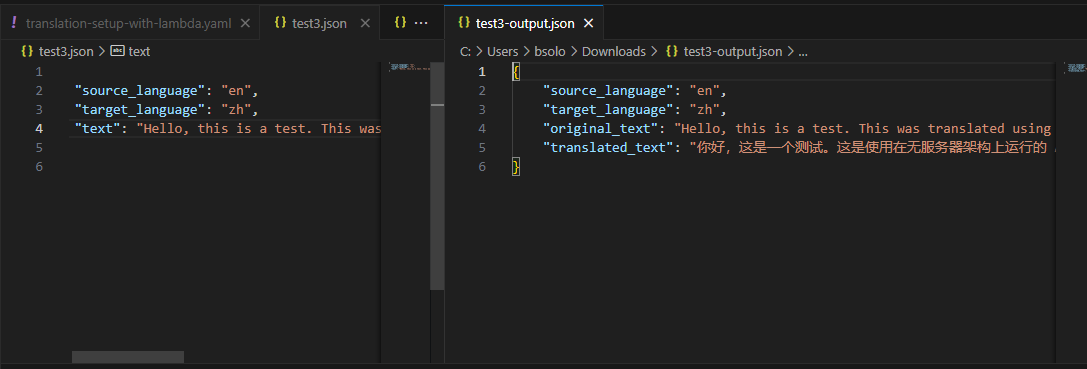 translation-setup-with-lambda.yaml
test3.json
test3.json > text
1
2 "source_language": "en",
3 "target_language": "zh",
4 "text": "Hello, this is a test. This was
5
6
test3-output.json
C: > Users > bsolo > Downloads > {} test3-output.json > ...
1 {
2 "source_language": "en",
3 "target_language": "zh",
4 "original_text": "Hello, this is a test. This was translated using
5 "translated_text": "你好，这是一个测试。这是使用在无服务器架构上运行的
6 }